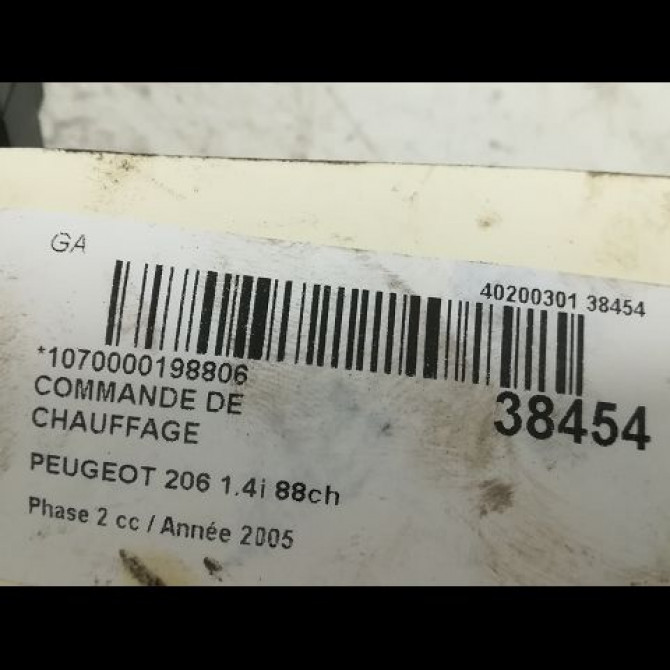 GA
40200301 38454
*1070000198806
38454
COMMANDE DE
CHAUFFAGE
PEUGEOT 206 1.4i 88ch
Phase 2 cc / Année 2005